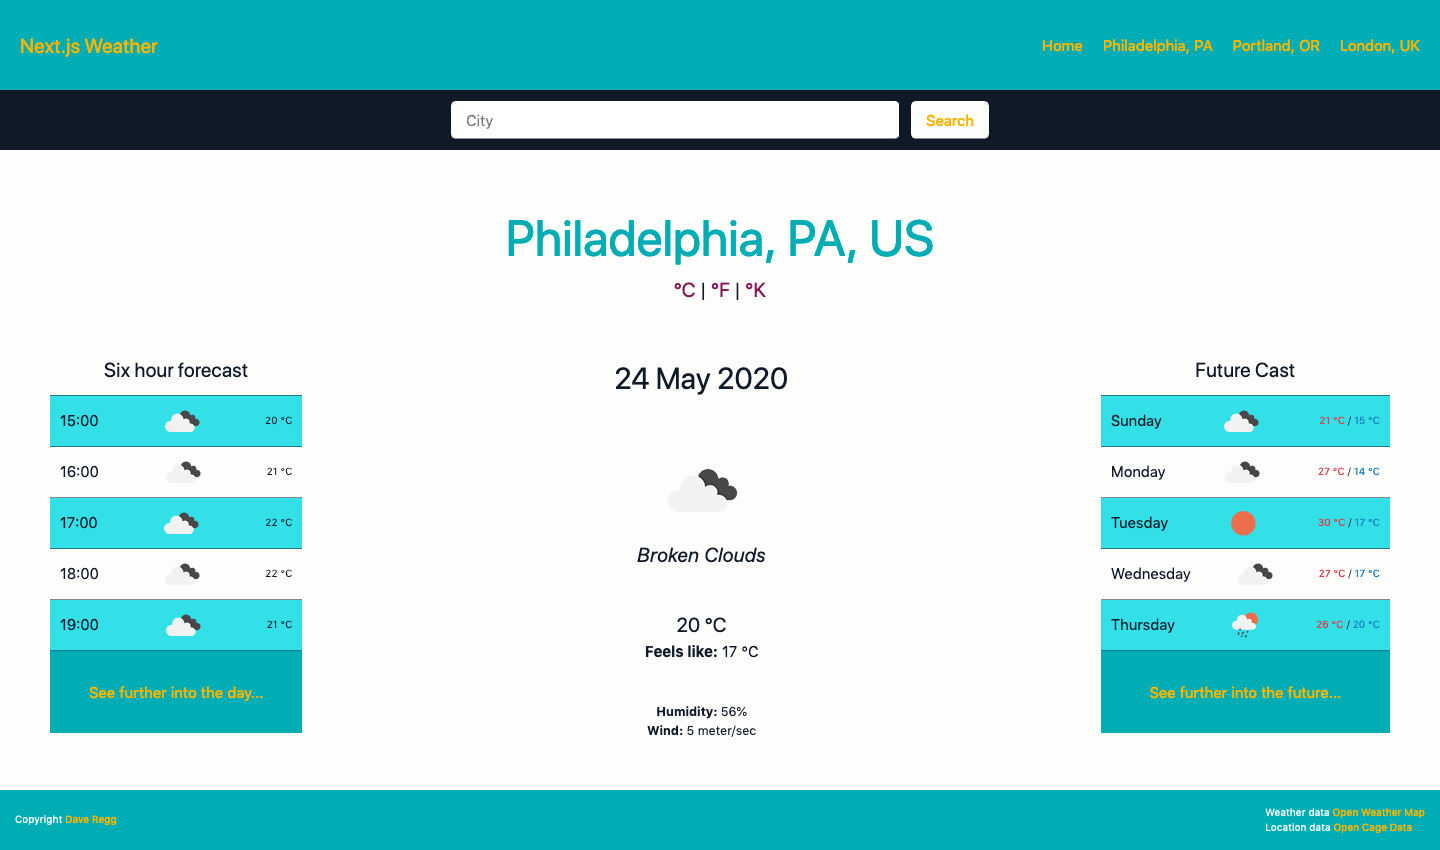 Next.js Weather
Home Philadelphia, PA Portland, OR London, UK
City Search
Philadelphia, PA, US
°C | °F | °K
Six hour forecast
15:00 20 °C
16:00 21 °C
17:00 22 °C
18:00 22 °C
19:00 21 °C
See further into the day...
24 May 2020
Broken Clouds
20 °C
Feels like: 17 °C
Humidity: 56%
Wind: 5 meter/sec
Future Cast
Sunday 21 °C / 15 °C
Monday 27 °C / 14 °C
Tuesday 30 °C / 17 °C
Wednesday 27 °C / 17 °C
Thursday 26 °C / 20 °C
See further into the future...
Copyright Dave Regg
Weather data Open Weather Map
Location data Open Cage Data